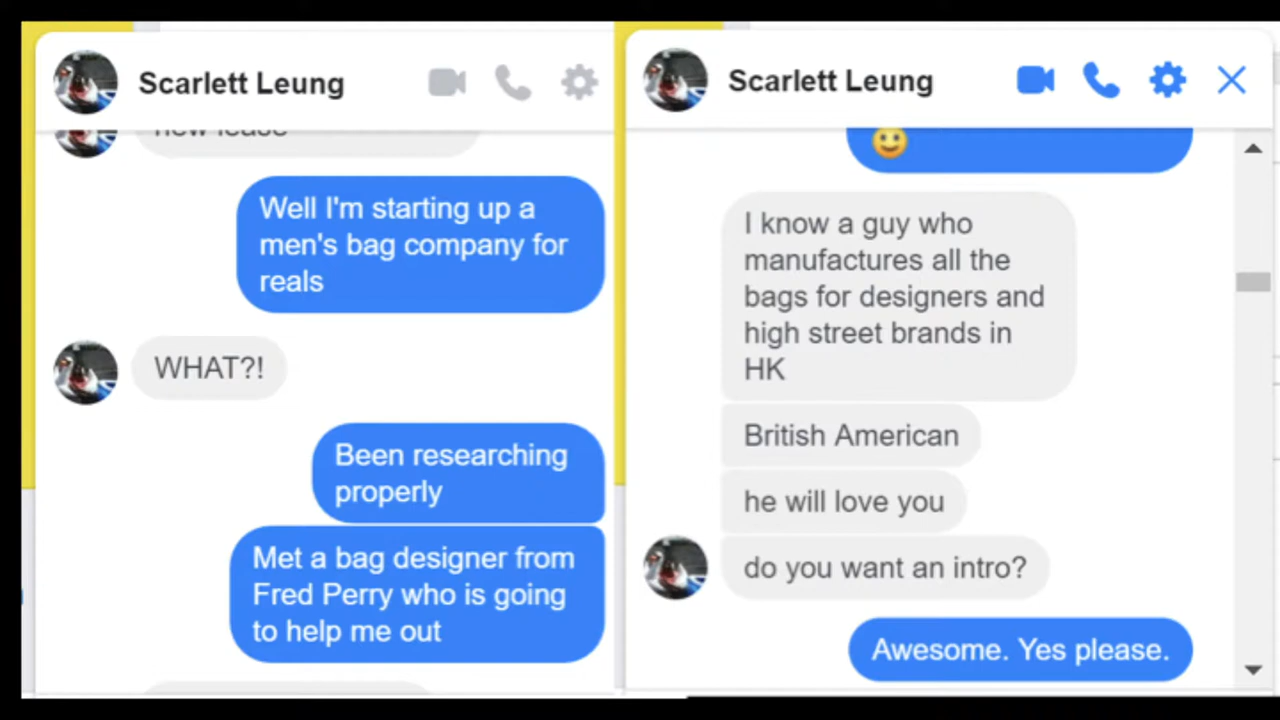 Scarlett Leung
new lease
Well I'm starting up a
men's bag company for
reals
WHAT?!
Been researching
properly
Met a bag designer from
Fred Perry who is going
to help me out
Scarlett Leung
I know a guy who
manufactures all the
bags for designers and
high street brands in
HK
British American
he will love you
do you want an intro?
Awesome. Yes please.